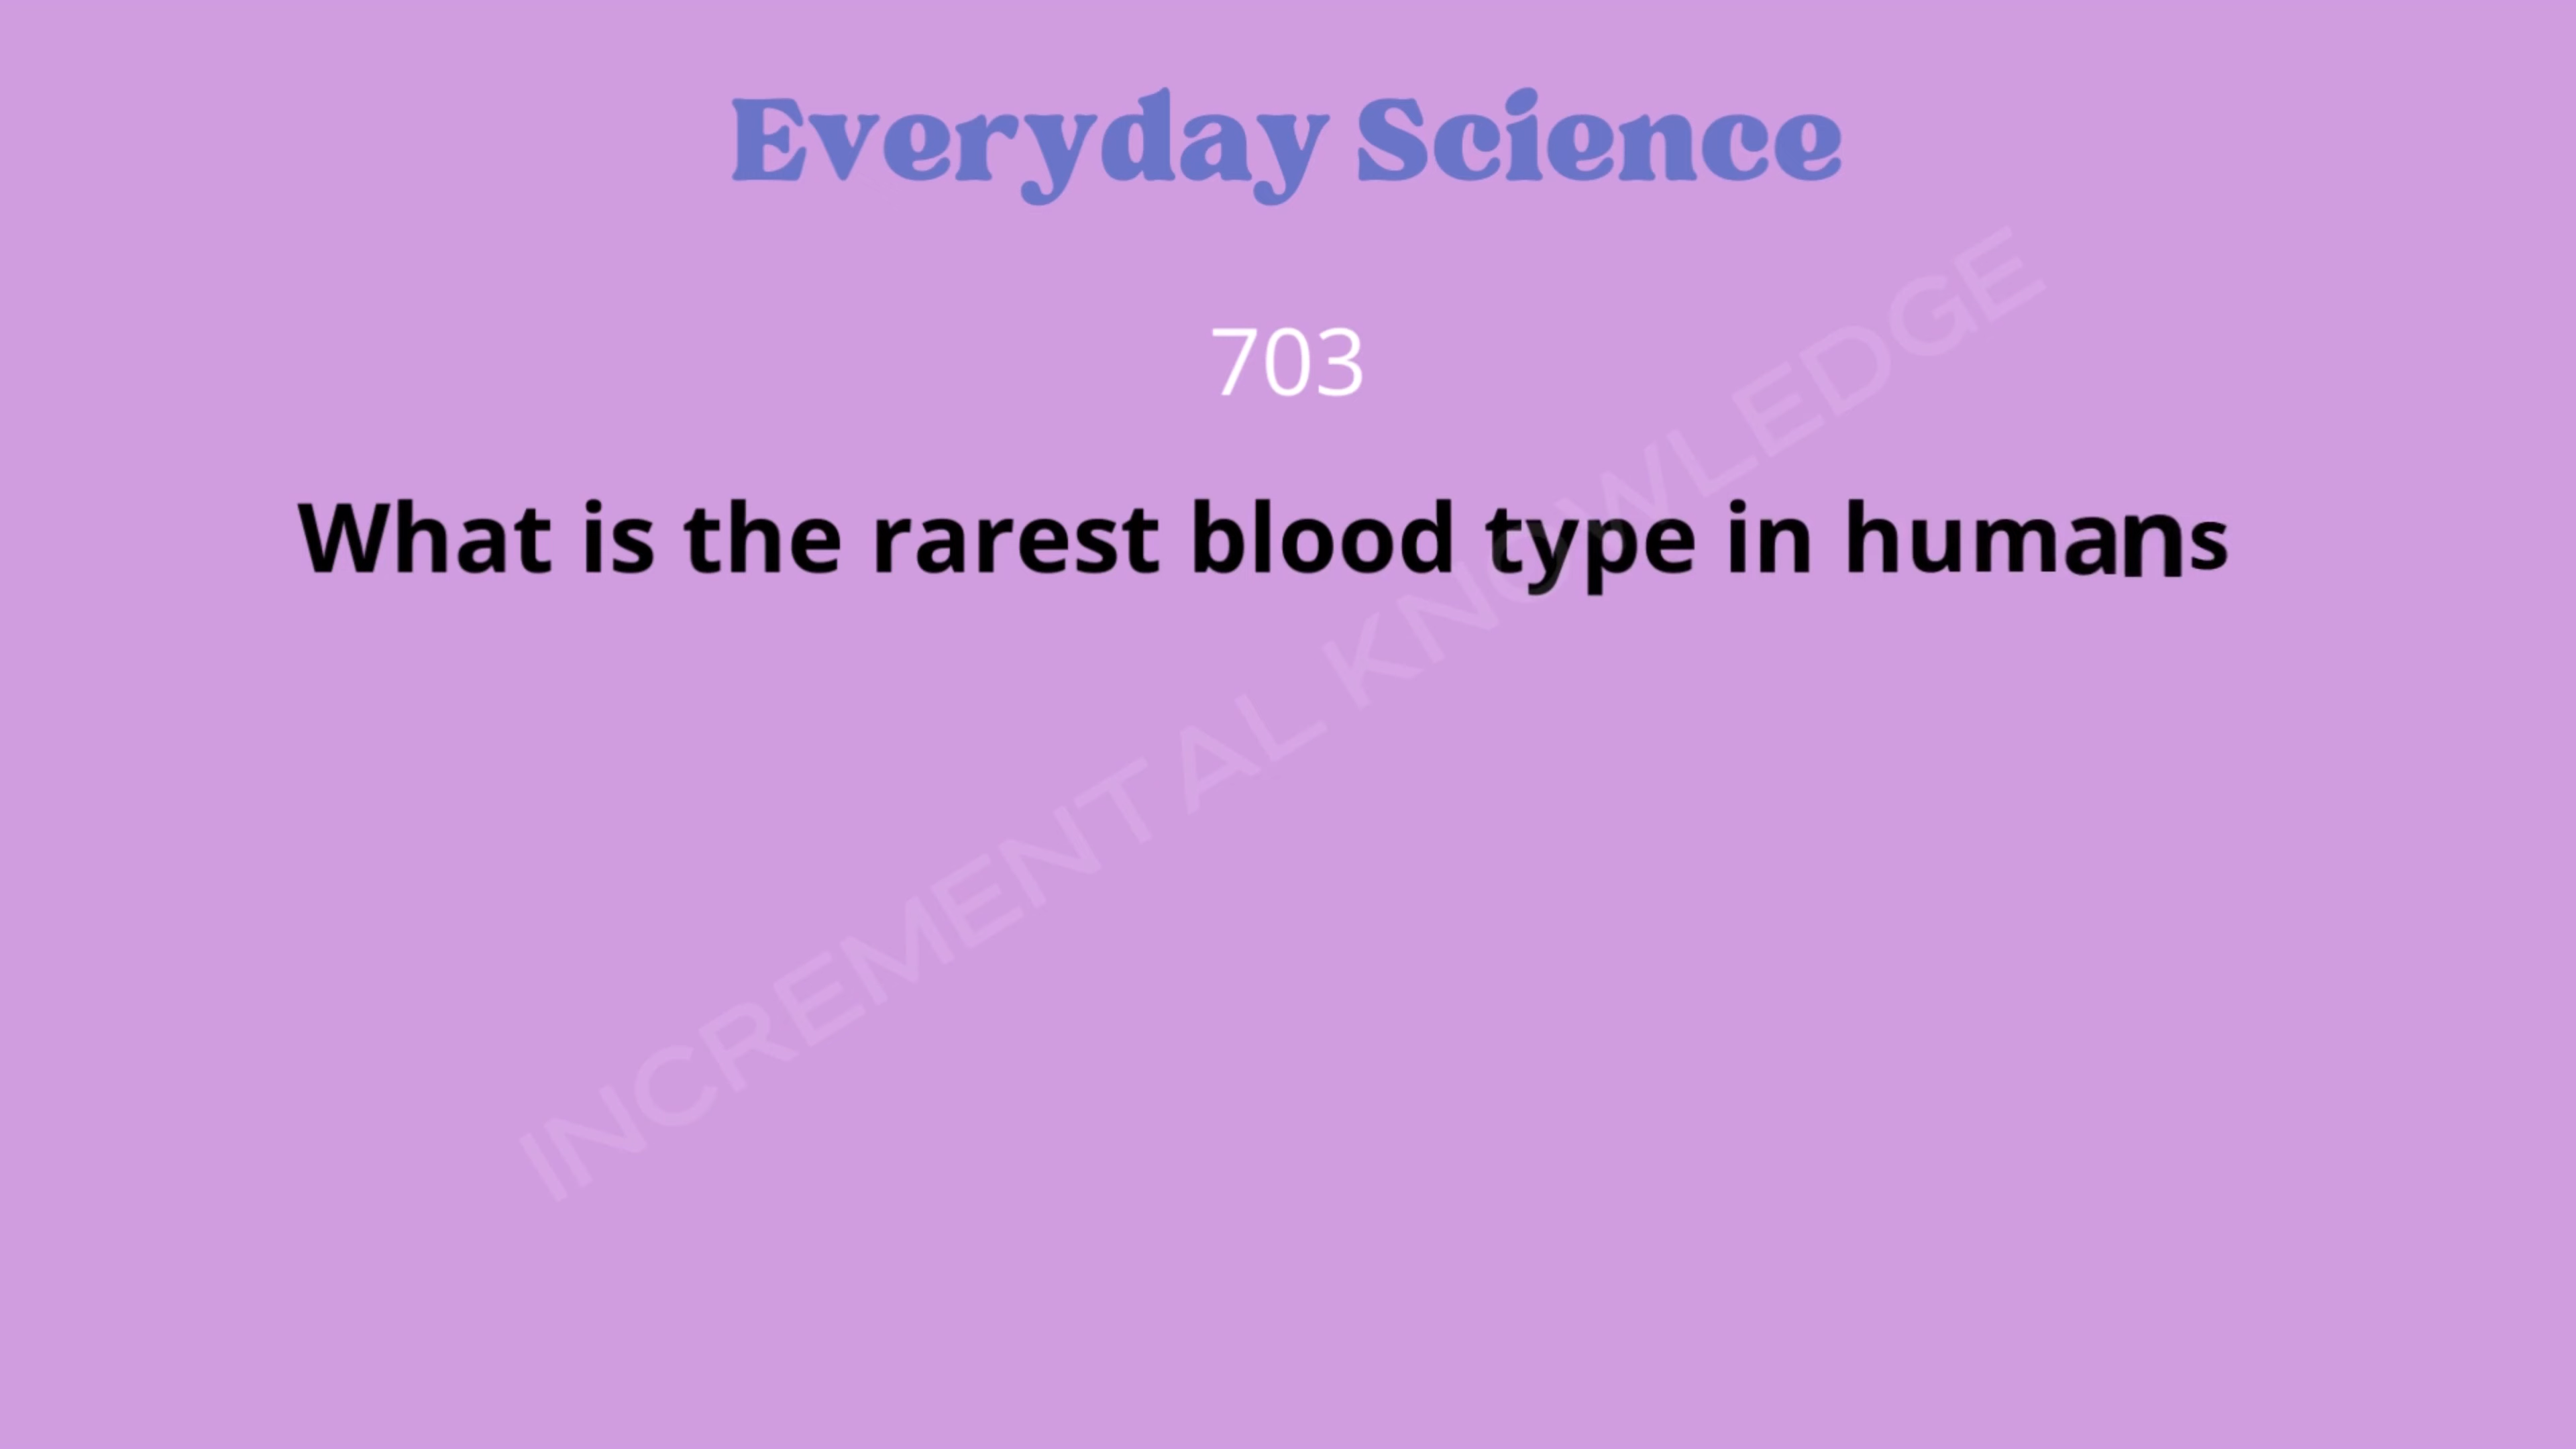 Everyday Science
703
What is the rarest blood type in humans
INCREMENTAL KNOWLEDGE